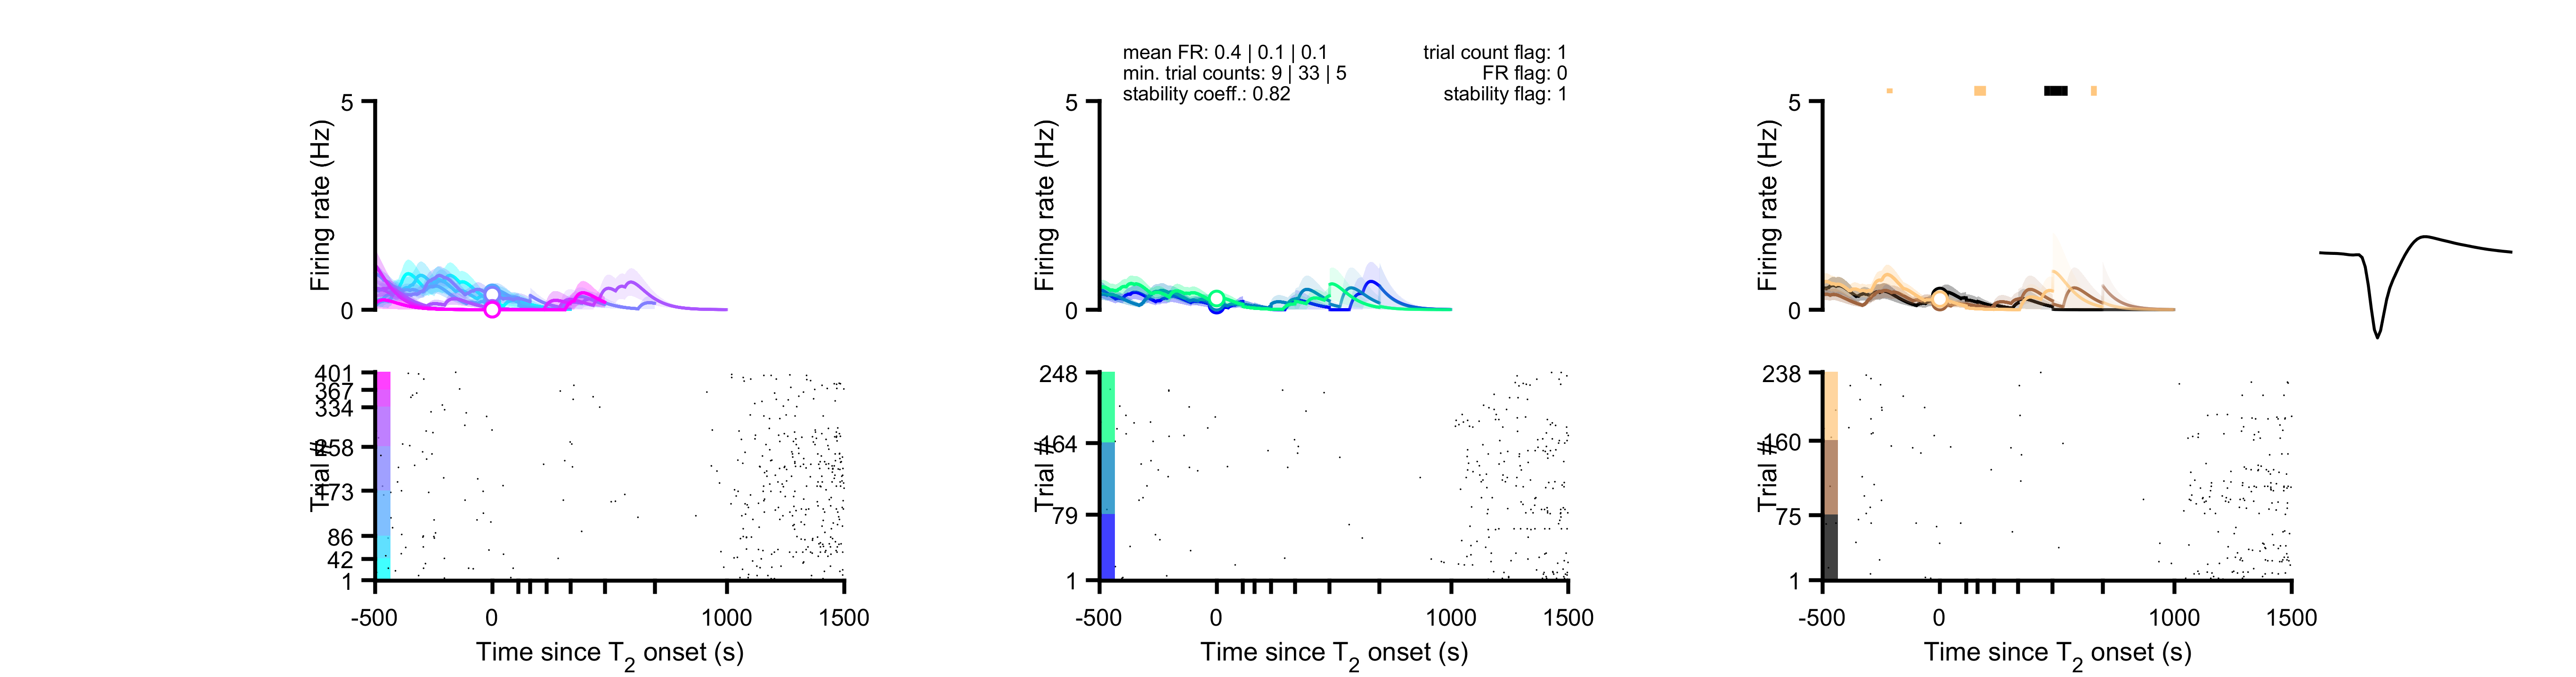 mean FR: 0.4 | 0.1 | 0.1
min. trial counts: 9 | 33 | 5
stability coeff.: 0.82
trial count flag: 1
FR flag: 0
stability flag: 1
5
0
Firing rate (Hz)
5
0
Firing rate (Hz)
5
0
Firing rate (Hz)
401
367
334
258
173
86
42
1
Trial #
-500
0
1000
1500
Time since T2 onset (s)
248
164
79
1
Trial #
-500
0
1000
1500
Time since T2 onset (s)
238
160
75
1
Trial #
-500
0
1000
1500
Time since T2 onset (s)